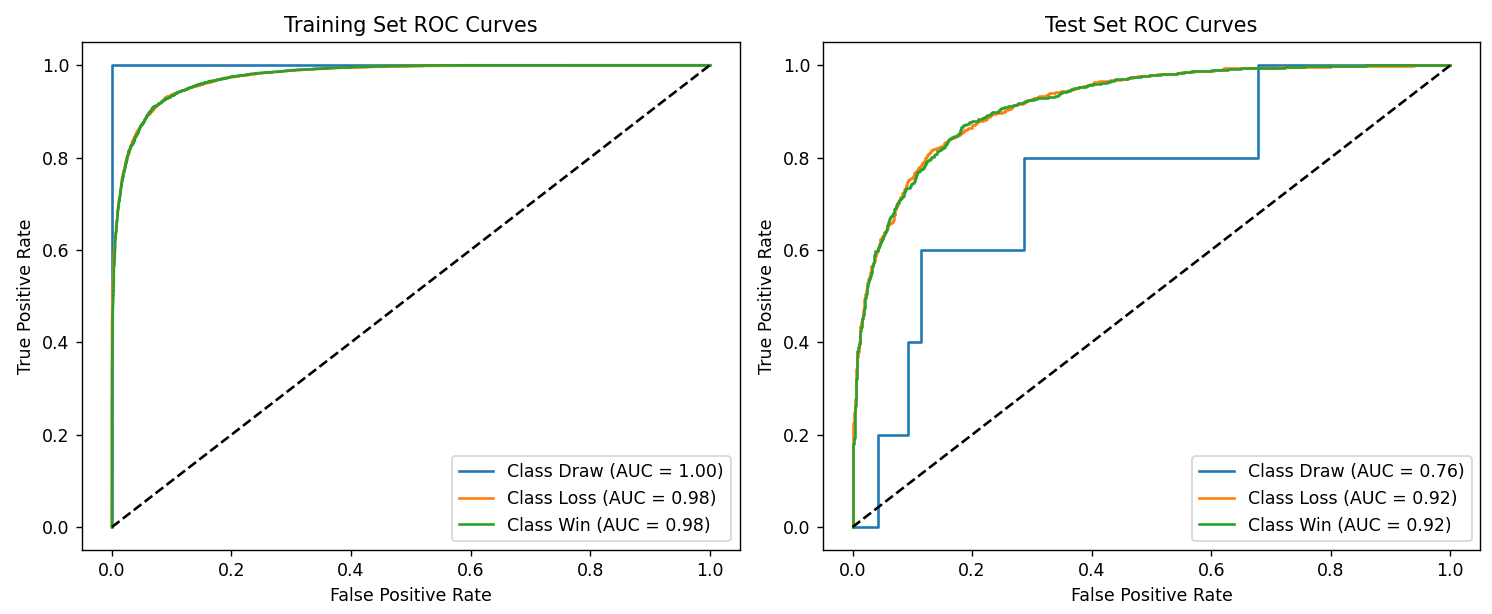 Training Set ROC Curves
1.0
0.8
0.6
0.4
0.2
0.0
True Positive Rate
0.0 0.2 0.4 0.6 0.8 1.0
False Positive Rate
Class Draw (AUC = 1.00)
Class Loss (AUC = 0.98)
Class Win (AUC = 0.98)
Test Set ROC Curves
1.0
0.8
0.6
0.4
0.2
0.0
True Positive Rate
0.0 0.2 0.4 0.6 0.8 1.0
False Positive Rate
Class Draw (AUC = 0.76)
Class Loss (AUC = 0.92)
Class Win (AUC = 0.92)